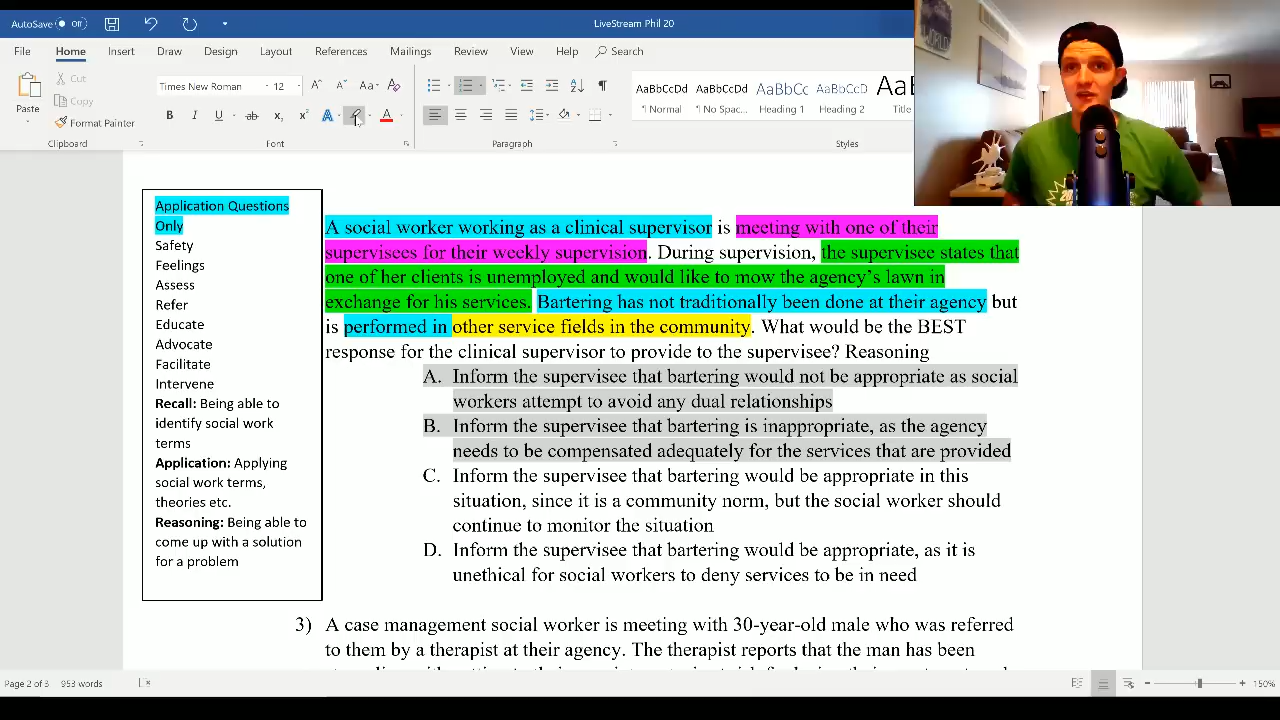 AutoSave Off
LiveStream Phil 20
File Home Insert Draw Design Layout References Mailings Review View Help Search
Paste
Cut
Copy
Format Painter
Clipboard
Times New Roman 12
Font
Paragraph
AaBbCcDd AaBbCcDd AaBbCc AaBbCcD AaB
¶ Normal ¶ No Spac... Heading 1 Heading 2 Title
Styles
Application Questions
Only
Safety
Feelings
Assess
Refer
Educate
Advocate
Facilitate
Intervene
Recall: Being able to
identify social work
terms
Application: Applying
social work terms,
theories etc.
Reasoning: Being able to
come up with a solution
for a problem
A social worker working as a clinical supervisor is meeting with one of their
supervisees for their weekly supervision. During supervision, the supervisee states that
one of her clients is unemployed and would like to mow the agency's lawn in
exchange for his services. Bartering has not traditionally been done at their agency but
is performed in other service fields in the community. What would be the BEST
response for the clinical supervisor to provide to the supervisee? Reasoning
A. Inform the supervisee that bartering would not be appropriate as social
workers attempt to avoid any dual relationships
B. Inform the supervisee that bartering is inappropriate, as the agency
needs to be compensated adequately for the services that are provided
C. Inform the supervisee that bartering would be appropriate in this
situation, since it is a community norm, but the social worker should
continue to monitor the situation
D. Inform the supervisee that bartering would be appropriate, as it is
unethical for social workers to deny services to be in need
3) A case management social worker is meeting with 30-year-old male who was referred
to them by a therapist at their agency. The therapist reports that the man has been
Page 2 of 3 953 words
150%